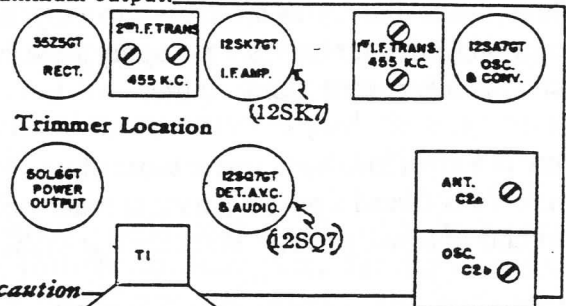 35Z5GT
RECT.
2ND I.F. TRANS.
455 K.C.
12SK7GT
I.F. AMP.
(12SK7)
1ST I.F. TRANS.
455 K.C.
12SA7GT
OSC.
& CONV.
Trimmer Location
50L6GT
POWER
OUTPUT
12SQ7GT
DET. A.V.C.
& AUDIO.
(12SQ7)
ANT.
C2a
OSC.
C2b
T1
caution